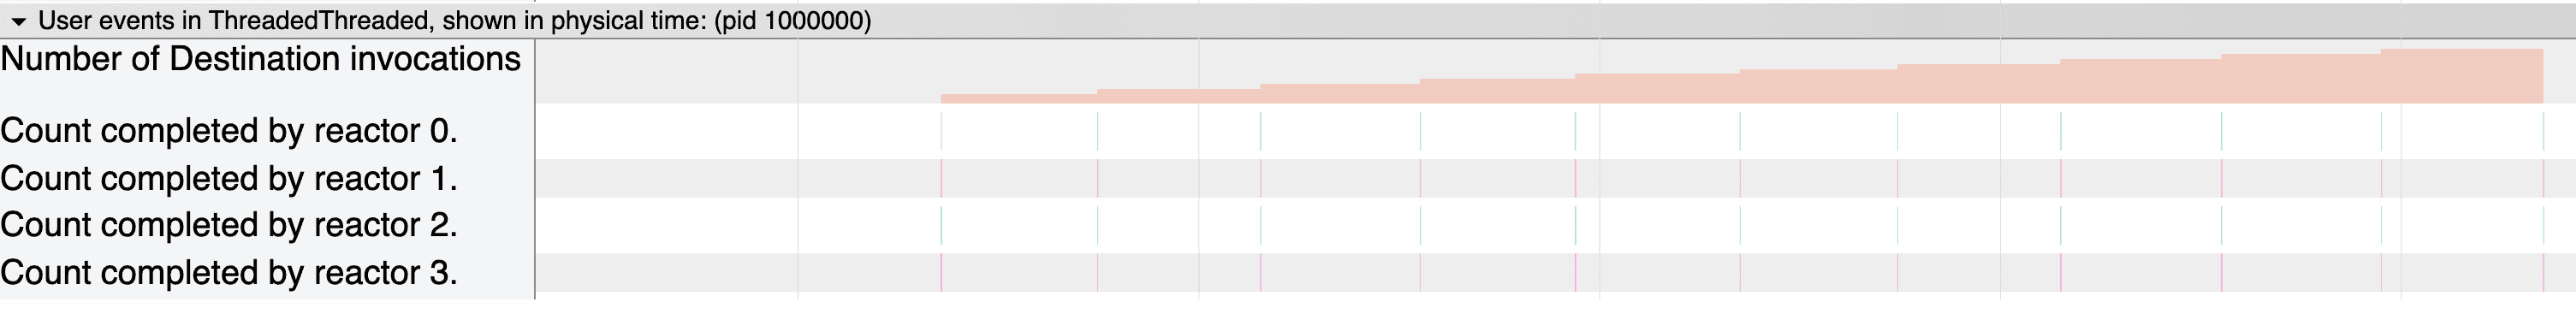 User events in ThreadedThreaded, shown in physical time: (pid 1000000)
Number of Destination invocations
Count completed by reactor 0.
Count completed by reactor 1.
Count completed by reactor 2.
Count completed by reactor 3.